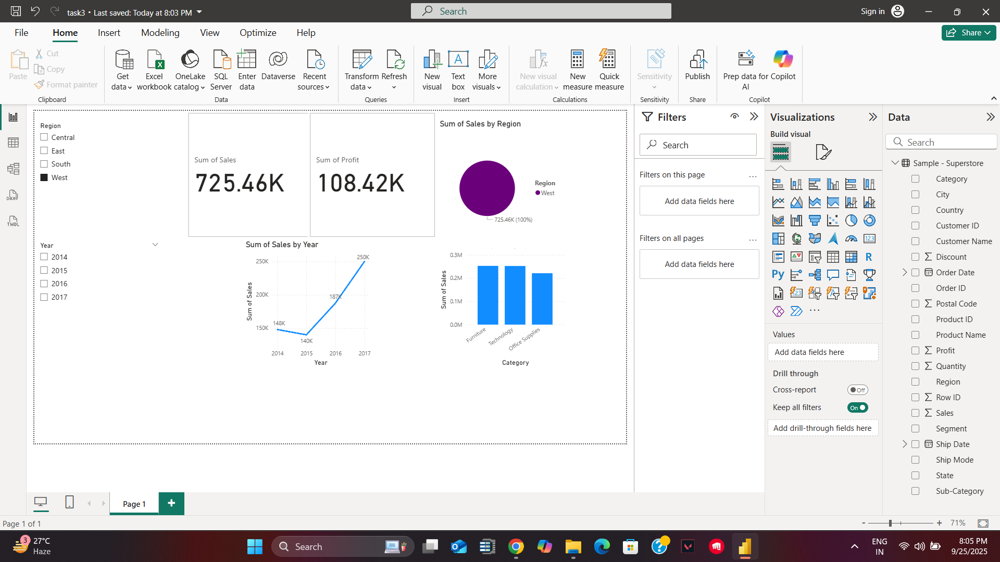 task3 • Last saved: Today at 8:03 PM
Search
Sign in
File
Home
Insert
Modeling
View
Optimize
Help
Share
Paste
Cut
Copy
Format painter
Clipboard
Get data
Excel workbook
OneLake catalog
SQL Server
Enter data
Dataverse
Recent sources
Data
Transform data
Refresh
Queries
New visual
Text box
More visuals
Insert
New visual calculation
New measure
Quick measure
Calculations
Sensitivity
Sensitivity
Publish
Share
Prep data for AI
Copilot
Copilot
Region
Central
East
South
West
Sum of Sales
725.46K
Sum of Profit
108.42K
Sum of Sales by Region
Region
West
725.46K (100%)
Year
2014
2015
2016
2017
Sum of Sales by Year
250K
200K
150K
Sum of Sales
148K
140K
187K
250K
2014
2015
2016
2017
Year
0.3M
0.2M
0.1M
0.0M
Sum of Sales
Furniture
Technology
Office Supplies
Category
Filters
Search
Filters on this page
...
Add data fields here
Filters on all pages
...
Add data fields here
Visualizations
Build visual
123
R
Py
123
...
Values
Add data fields here
Drill through
Cross-report
Off
Keep all filters
On
Add drill-through fields here
Data
Search
Sample - Superstore
Category
City
Country
Customer ID
Customer Name
Discount
Order Date
Order ID
Postal Code
Product ID
Product Name
Profit
Quantity
Region
Row ID
Sales
Segment
Ship Date
Ship Mode
State
Sub-Category
DAX
TMDL
Page 1
+
Page 1 of 1
- + 71%
3
27°C
Haze
Search
ENG
IN
8:05 PM
9/25/2025